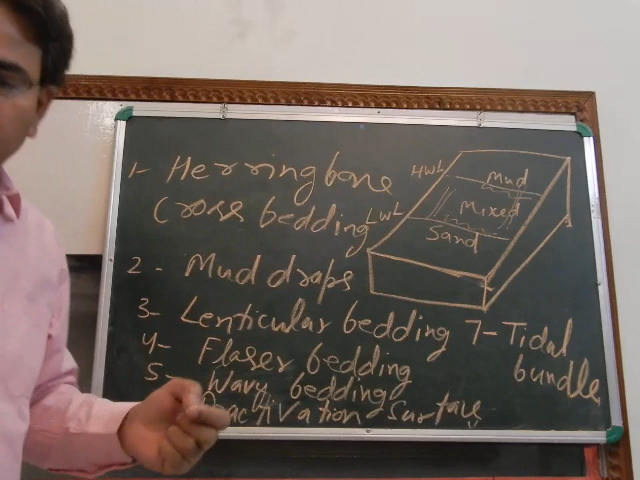 1- Herringbone
Cross bedding
2- Mud draps
3- Lenticular bedding
4- Flaser bedding
5- Wavy bedding
Reactivation surface
7- Tidal
bundle
HWL
Mud
Mixed
LWL
Sand